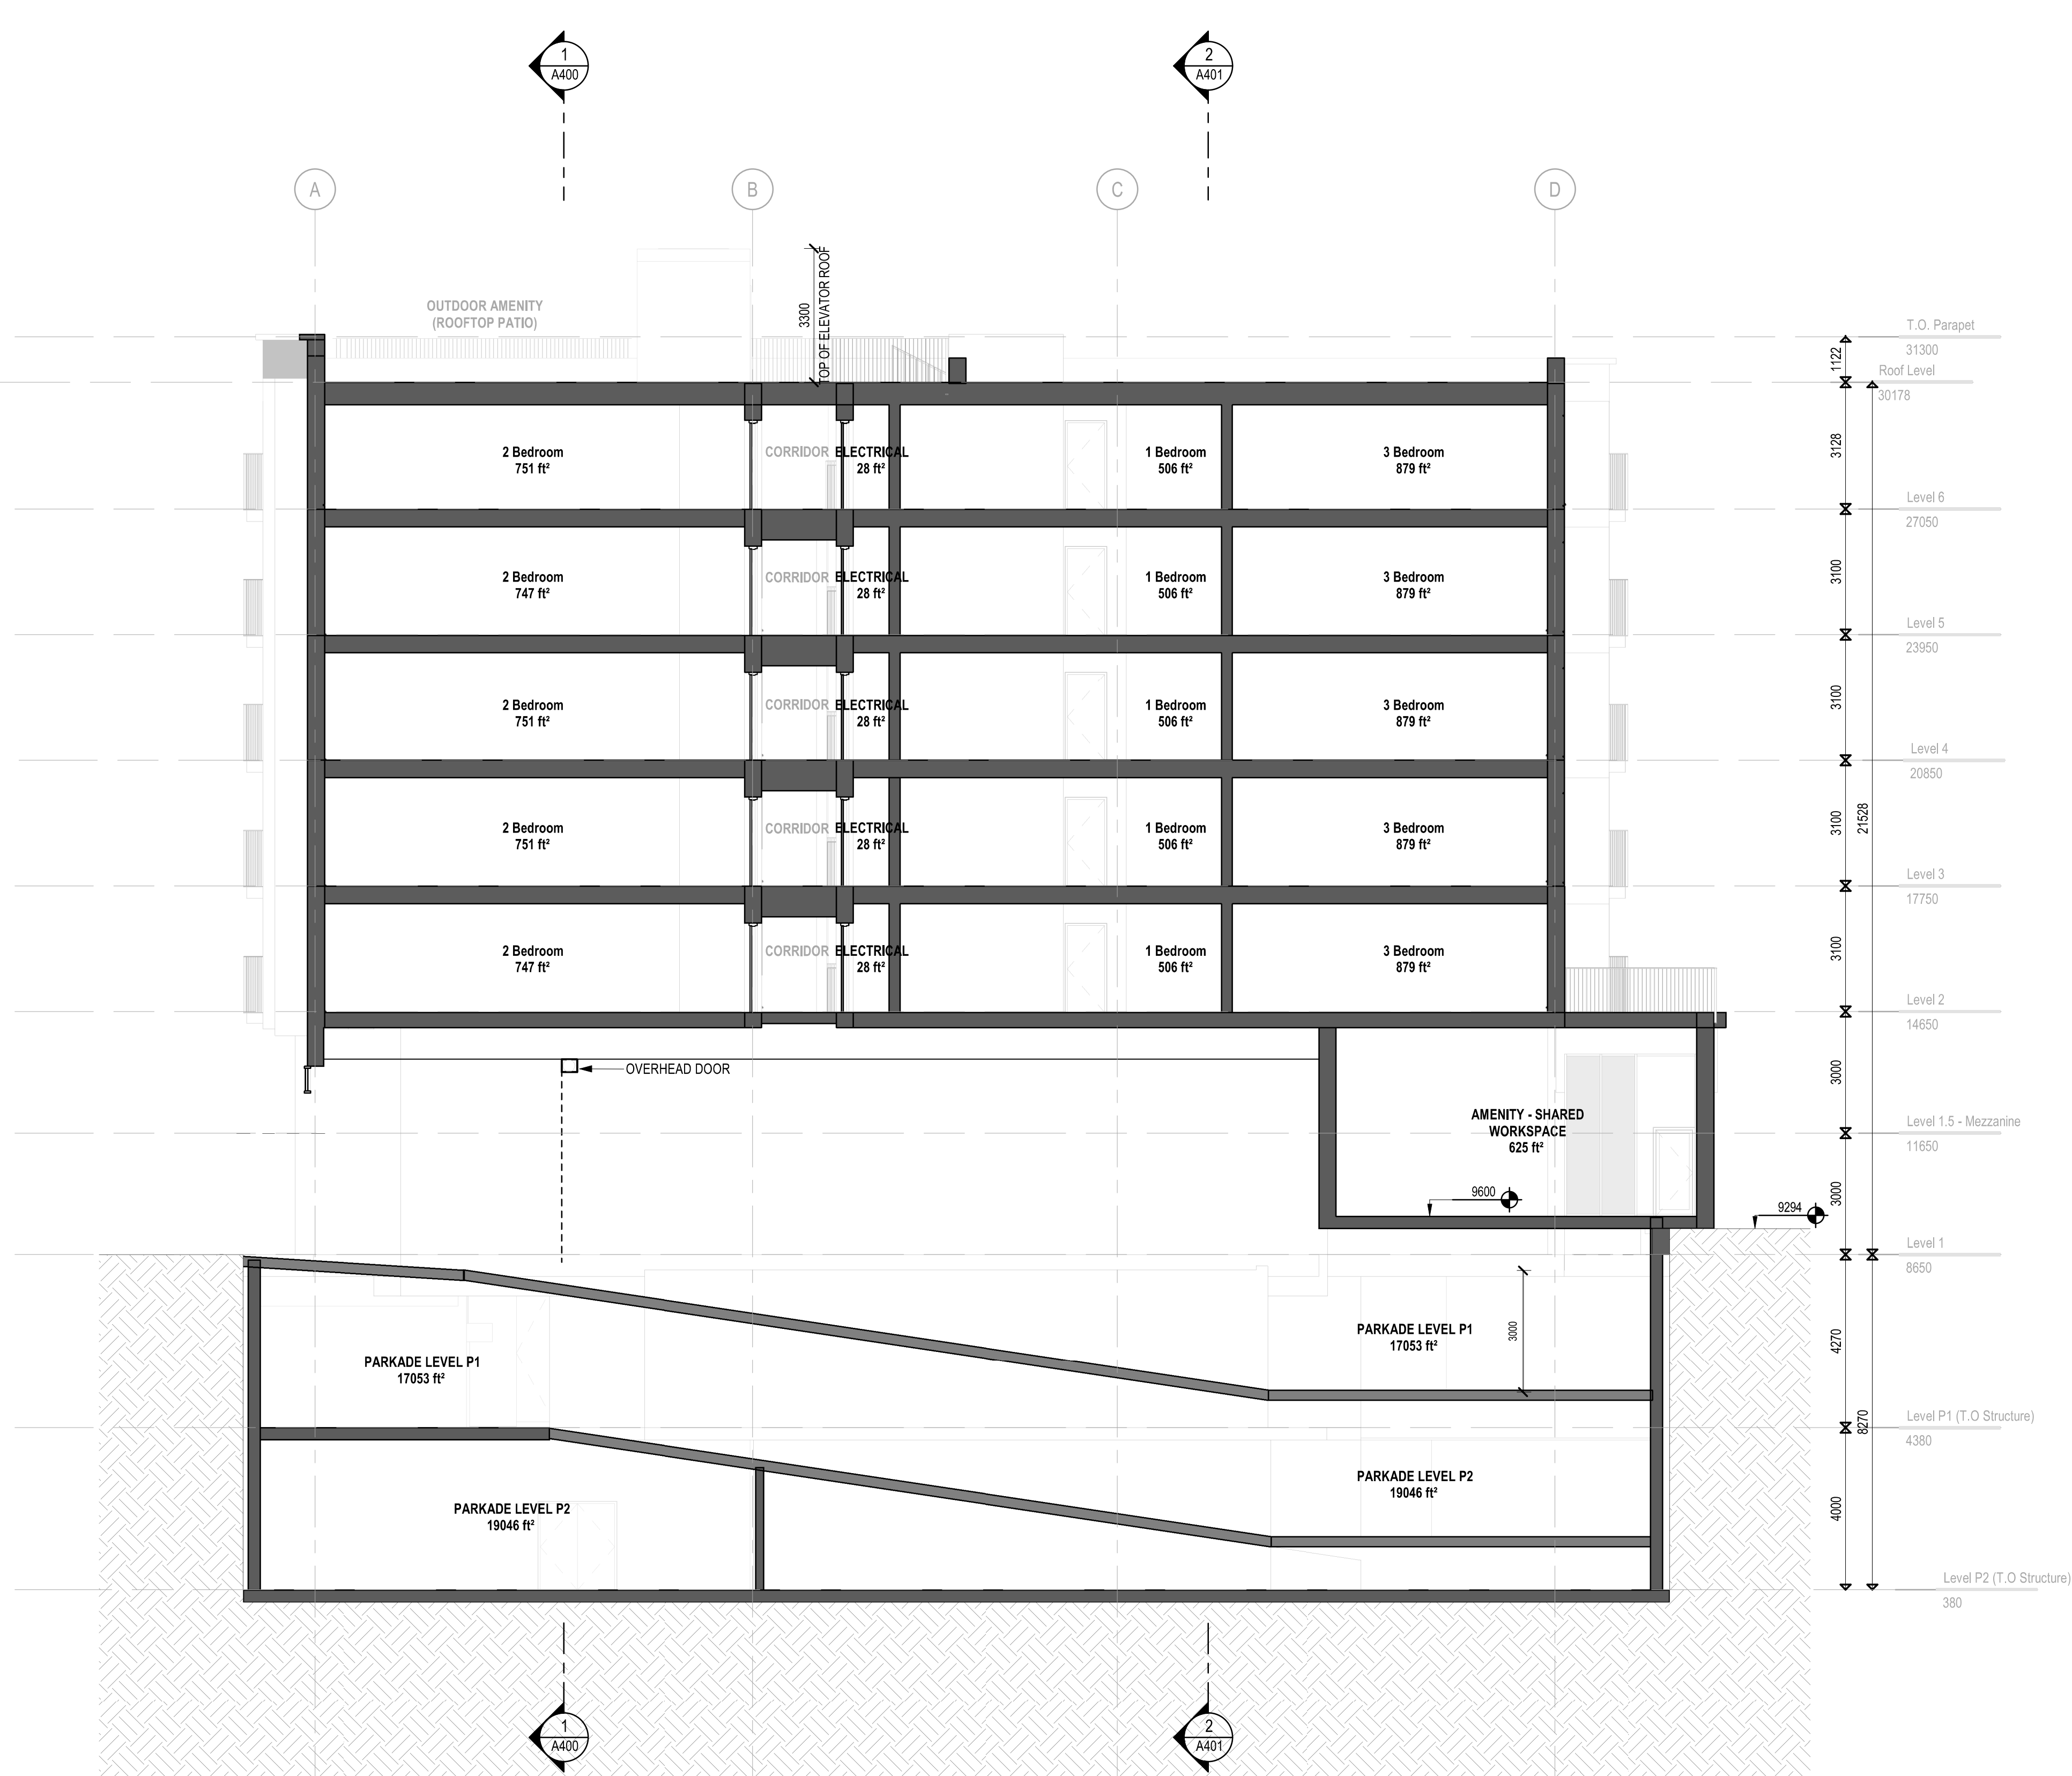 1
A400
2
A401
A
B
C
D
3300
TOP OF ELEVATOR ROOF
OUTDOOR AMENITY
(ROOFTOP PATIO)
T.O. Parapet
31300
1122
Roof Level
30178
2 Bedroom
751 ft²
CORRIDOR
ELECTRICAL
28 ft²
1 Bedroom
506 ft²
3 Bedroom
879 ft²
3128
Level 6
27050
2 Bedroom
747 ft²
CORRIDOR
ELECTRICAL
28 ft²
1 Bedroom
506 ft²
3 Bedroom
879 ft²
3100
Level 5
23950
2 Bedroom
751 ft²
CORRIDOR
ELECTRICAL
28 ft²
1 Bedroom
506 ft²
3 Bedroom
879 ft²
3100
Level 4
20850
2 Bedroom
751 ft²
CORRIDOR
ELECTRICAL
28 ft²
1 Bedroom
506 ft²
3 Bedroom
879 ft²
3100
21528
Level 3
17750
2 Bedroom
747 ft²
CORRIDOR
ELECTRICAL
28 ft²
1 Bedroom
506 ft²
3 Bedroom
879 ft²
3100
Level 2
14650
OVERHEAD DOOR
3000
AMENITY - SHARED
WORKSPACE
625 ft²
Level 1.5 - Mezzanine
11650
9600
3000
9294
Level 1
8650
PARKADE LEVEL P1
17053 ft²
3000
4270
PARKADE LEVEL P1
17053 ft²
8270
Level P1 (T.O Structure)
4380
PARKADE LEVEL P2
19046 ft²
PARKADE LEVEL P2
19046 ft²
4000
Level P2 (T.O Structure)
380
1
A400
2
A401